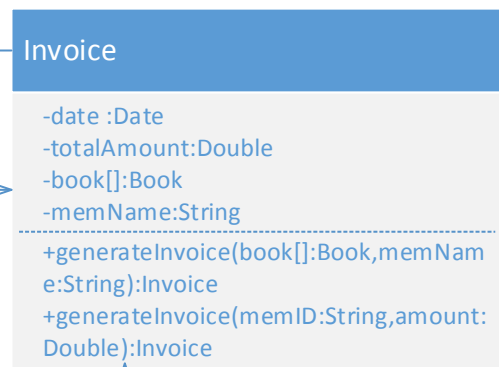 Invoice
-date :Date
-totalAmount:Double
-book[]:Book
-memName:String
+generateInvoice(book[]:Book,memNam
e:String):Invoice
+generateInvoice(memID:String,amount:
Double):Invoice